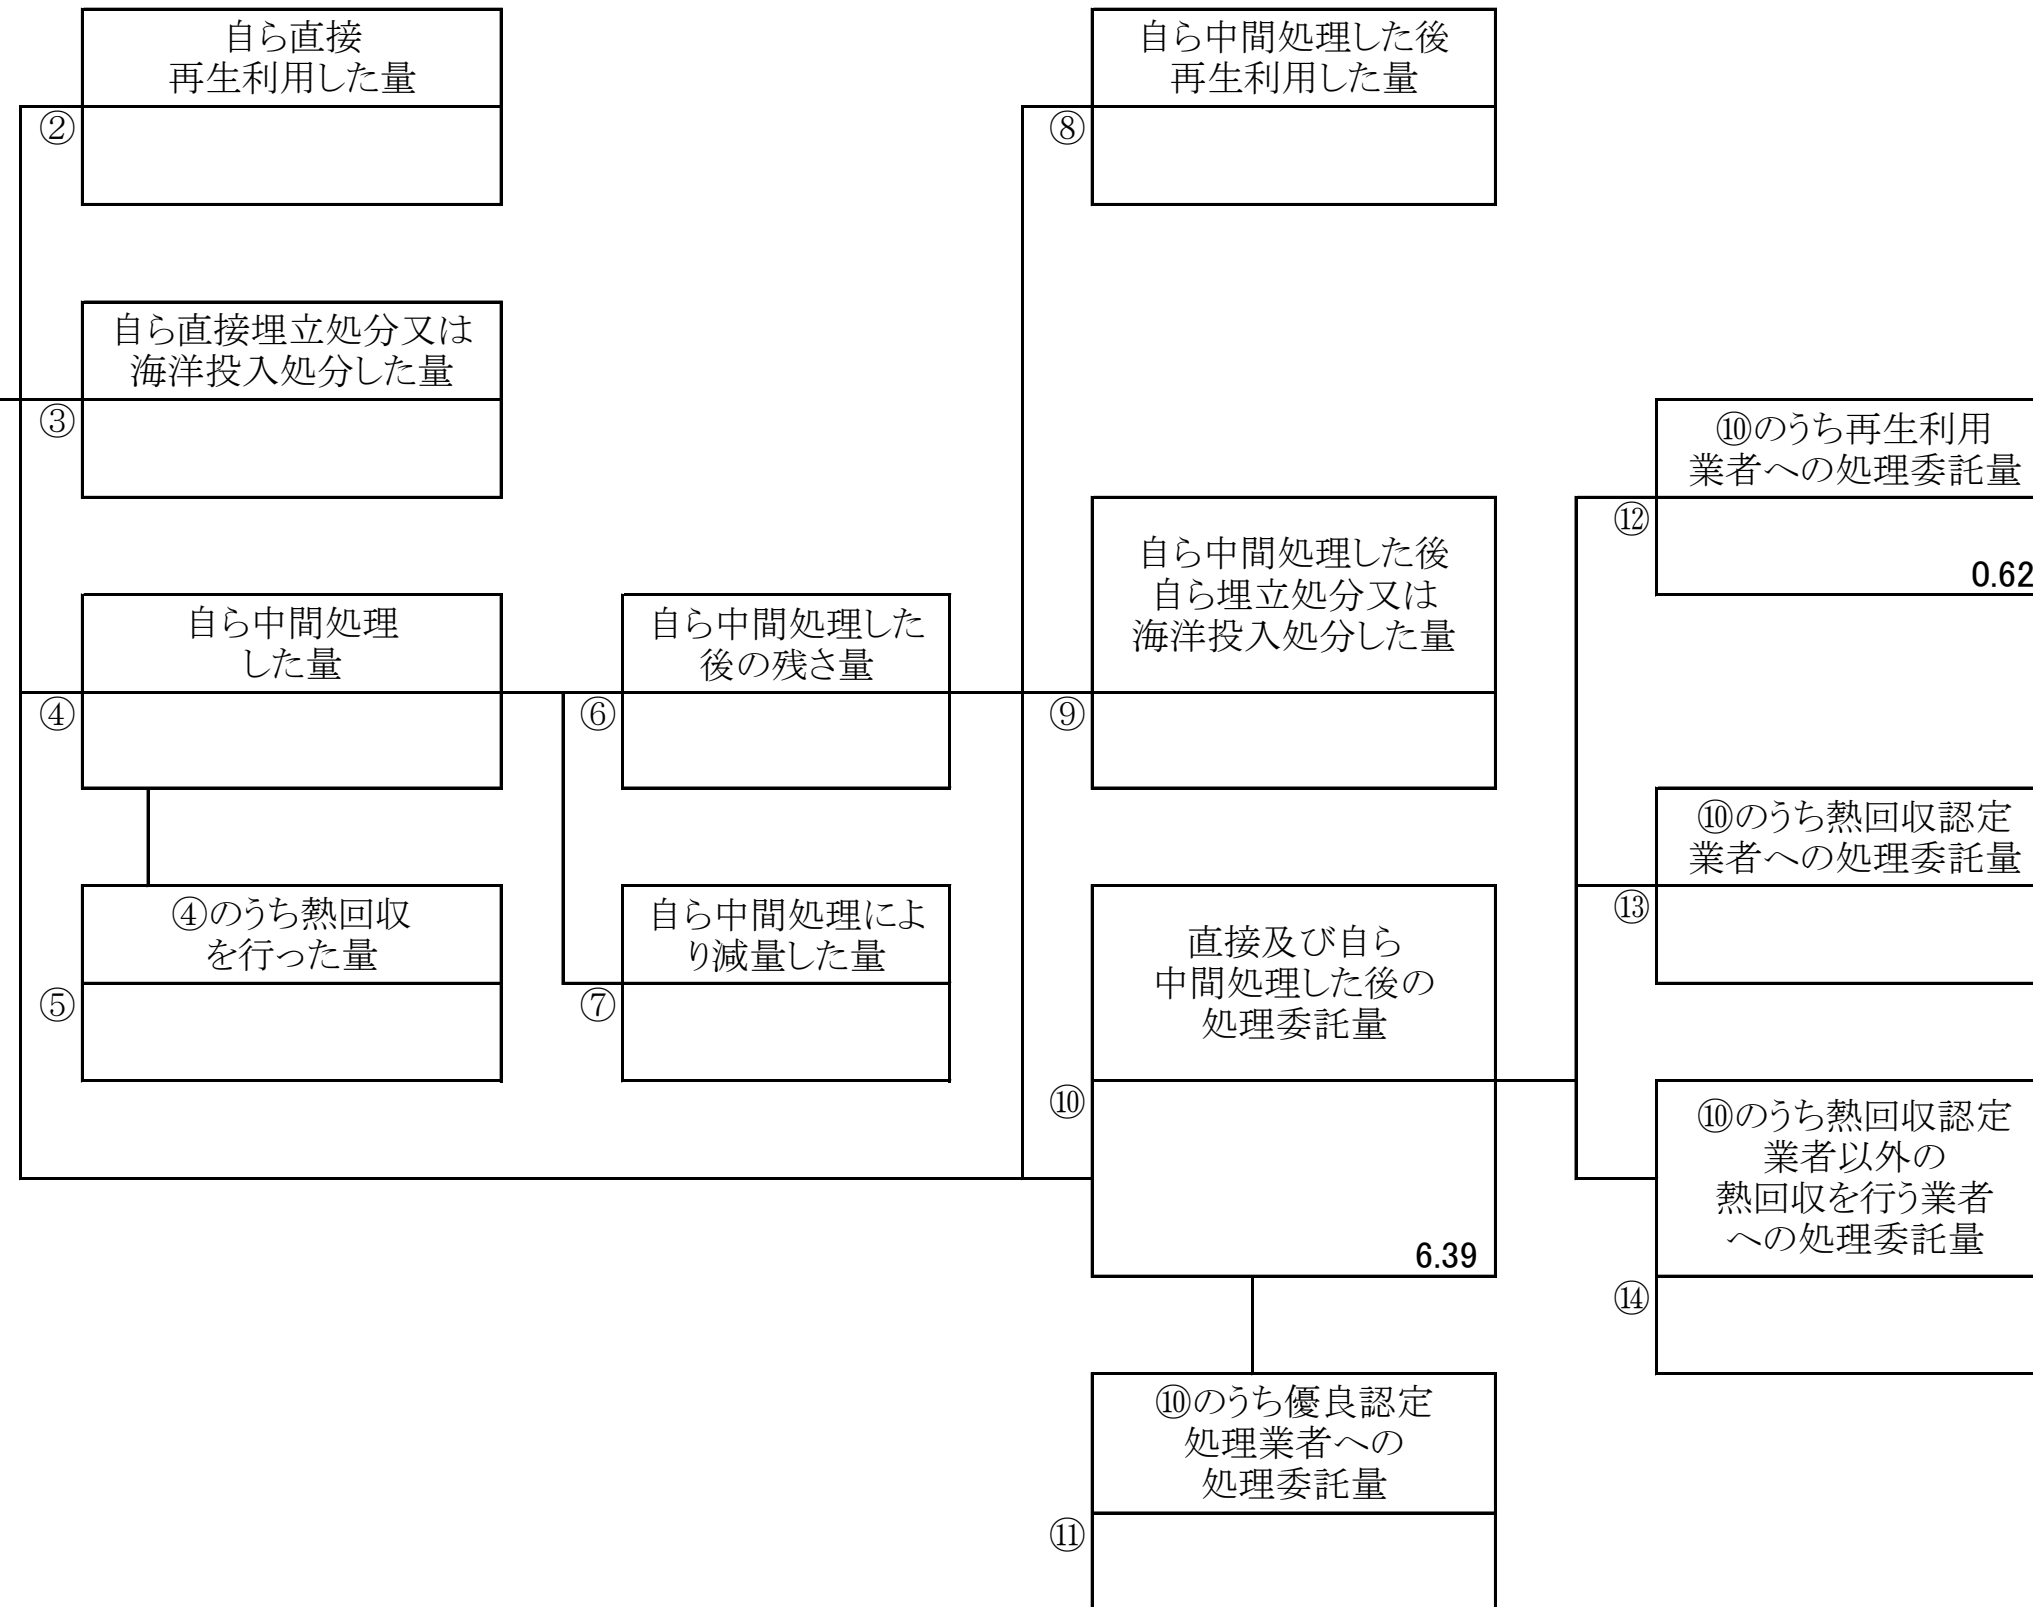 自ら直接
再生利用した量
②
自ら中間処理した後
再生利用した量
⑧
自ら直接埋立処分又は
海洋投入処分した量
③
⑩のうち再生利用
業者への処理委託量
⑫
0.62
自ら中間処理した後
自ら埋立処分又は
海洋投入処分した量
⑨
自ら中間処理
した量
④
自ら中間処理した
後の残さ量
⑥
⑩のうち熱回収認定
業者への処理委託量
⑬
④のうち熱回収
を行った量
⑤
自ら中間処理によ
り減量した量
⑦
直接及び自ら
中間処理した後の
処理委託量
⑩
6.39
⑩のうち熱回収認定
業者以外の
熱回収を行う業者
への処理委託量
⑭
⑩のうち優良認定
処理業者への
処理委託量
⑪